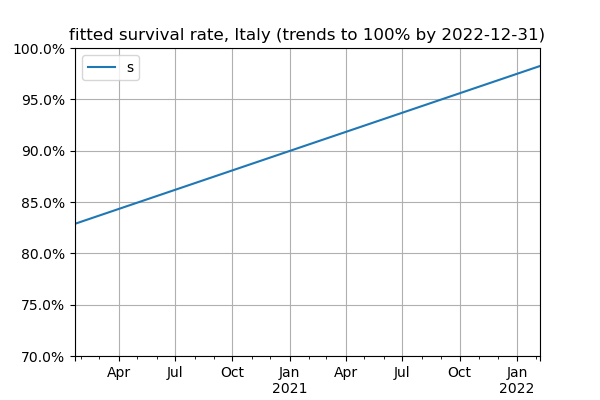 fitted survival rate, Italy (trends to 100% by 2022-12-31)
100.0%
s
95.0%
90.0%
85.0%
80.0%
75.0%
70.0%
Apr Jul Oct Jan Apr Jul Oct Jan
2021 2022